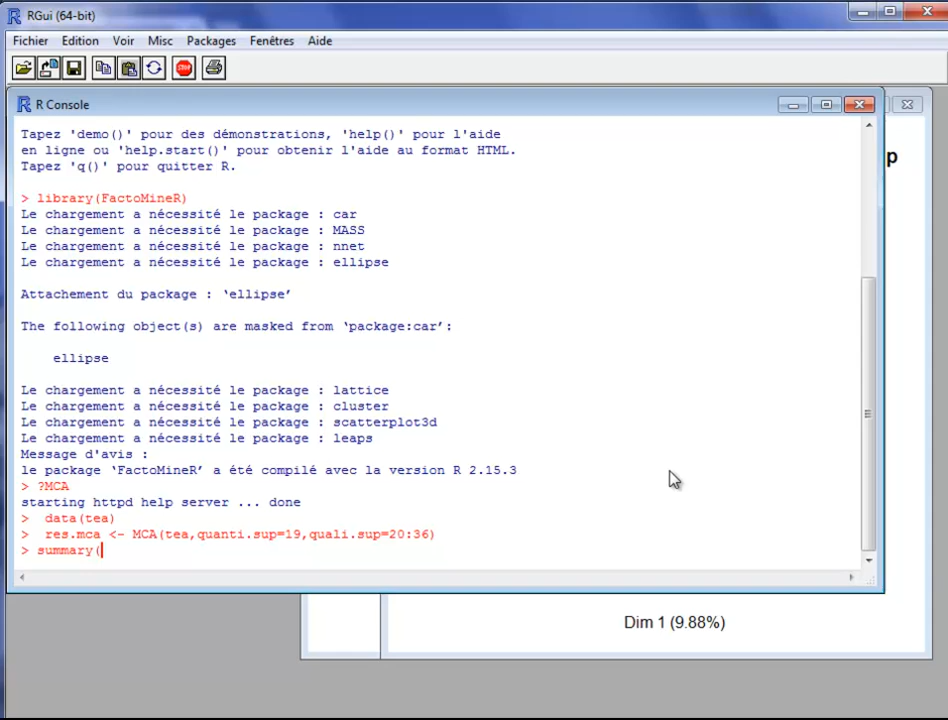 RGui (64-bit)
Fichier Edition Voir Misc Packages Fenêtres Aide
STOP
R Console
p
Tapez 'demo()' pour des démonstrations, 'help()' pour l'aide
en ligne ou 'help.start()' pour obtenir l'aide au format HTML.
Tapez 'q()' pour quitter R.
> library(FactoMineR)
Le chargement a nécessité le package : car
Le chargement a nécessité le package : MASS
Le chargement a nécessité le package : nnet
Le chargement a nécessité le package : ellipse
Attachement du package : ‘ellipse’
The following object(s) are masked from ‘package:car’:
ellipse
Le chargement a nécessité le package : lattice
Le chargement a nécessité le package : cluster
Le chargement a nécessité le package : scatterplot3d
Le chargement a nécessité le package : leaps
Message d'avis :
le package ‘FactoMineR’ a été compilé avec la version R 2.15.3
> ?MCA
starting httpd help server ... done
> data(tea)
> res.mca <- MCA(tea,quanti.sup=19,quali.sup=20:36)
> summary(
Dim 1 (9.88%)